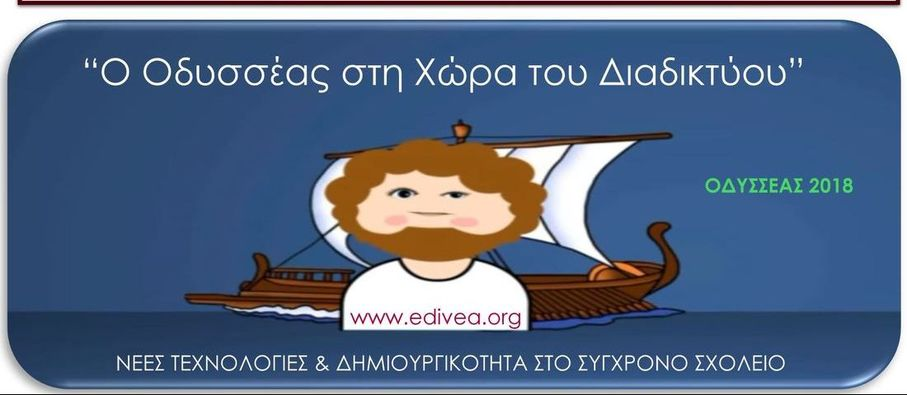 “Ο Οδυσσέας στη Χώρα του Διαδικτύου”
ΟΔΥΣΣΕΑΣ 2018
www.edivea.org
ΝΕΕΣ ΤΕΧΝΟΛΟΓΙΕΣ & ΔΗΜΙΟΥΡΓΙΚΟΤΗΤΑ ΣΤΟ ΣΥΓΧΡΟΝΟ ΣΧΟΛΕΙΟ